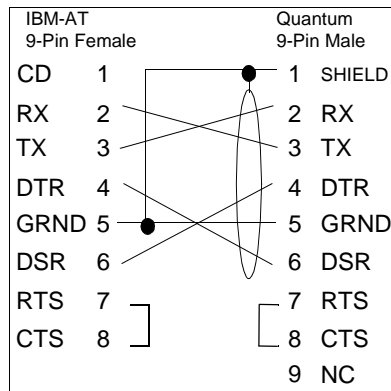 IBM-AT Quantum
9-Pin Female 9-Pin Male
CD 1 1 SHIELD
RX 2 2 RX
TX 3 3 TX
DTR 4 4 DTR
GRND 5 5 GRND
DSR 6 6 DSR
RTS 7 7 RTS
CTS 8 8 CTS
9 NC